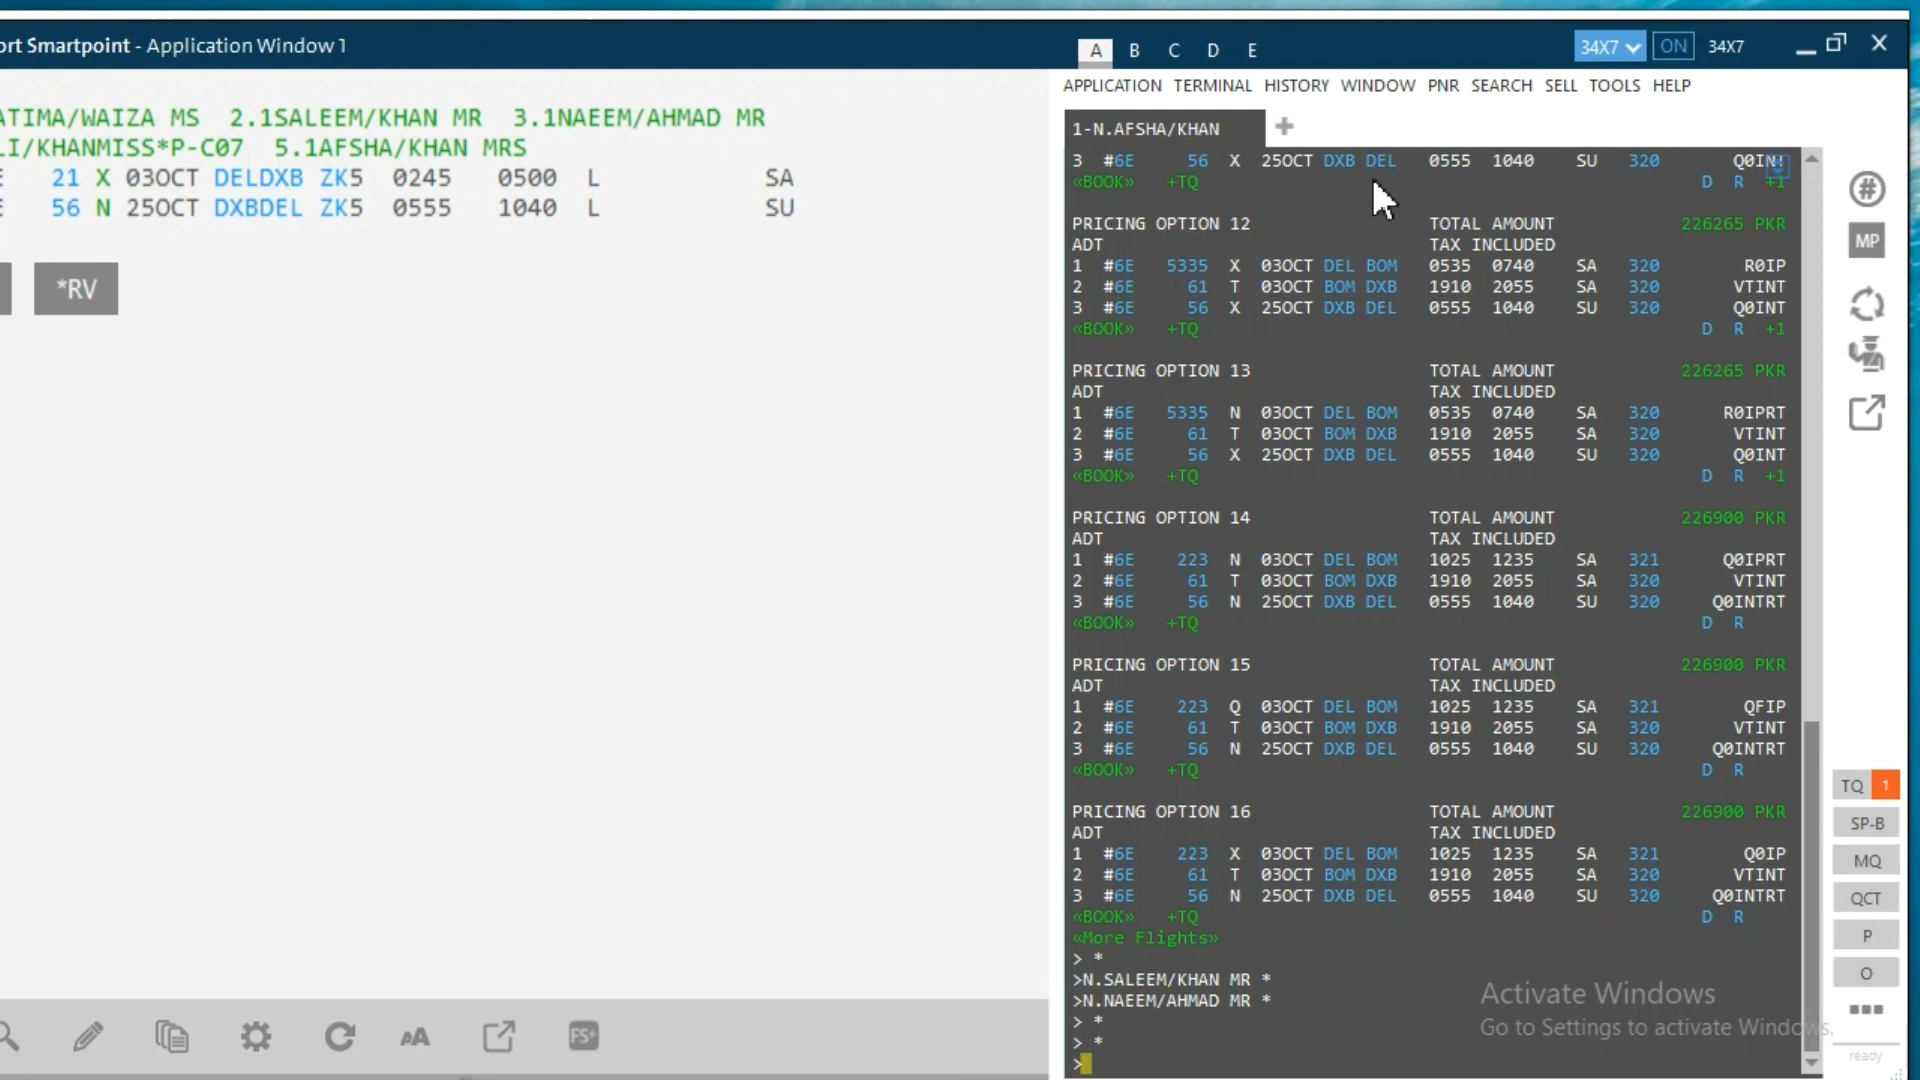 ort Smartpoint - Application Window 1
A B C D E
34X7 ON 34X7
APPLICATION TERMINAL HISTORY WINDOW PNR SEARCH SELL TOOLS HELP
ATIMA/WAIZA MS 2.1SALEEM/KHAN MR 3.1NAEEM/AHMAD MR
LI/KHANMISS*P-C07 5.1AFSHA/KHAN MRS
E 21 X 03OCT DELDXB ZK5 0245 0500 L SA
E 56 N 25OCT DXBDEL ZK5 0555 1040 L SU
*RV
1-N.AFSHA/KHAN
3 #6E 56 X 25OCT DXB DEL 0555 1040 SU 320
«BOOK» +TQ D R +1
PRICING OPTION 12 TOTAL AMOUNT 226265 PKR
ADT TAX INCLUDED
1 #6E 5335 X 03OCT DEL BOM 0535 0740 SA 320 R0IP
2 #6E 61 T 03OCT BOM DXB 1910 2055 SA 320 VTINT
3 #6E 56 X 25OCT DXB DEL 0555 1040 SU 320 Q0INT
«BOOK» +TQ D R +1
PRICING OPTION 13 TOTAL AMOUNT 226265 PKR
ADT TAX INCLUDED
1 #6E 5335 N 03OCT DEL BOM 0535 0740 SA 320 R0IPRT
2 #6E 61 T 03OCT BOM DXB 1910 2055 SA 320 VTINT
3 #6E 56 X 25OCT DXB DEL 0555 1040 SU 320 Q0INT
«BOOK» +TQ D R +1
PRICING OPTION 14 TOTAL AMOUNT 226900 PKR
ADT TAX INCLUDED
1 #6E 223 N 03OCT DEL BOM 1025 1235 SA 321 Q0IPRT
2 #6E 61 T 03OCT BOM DXB 1910 2055 SA 320 VTINT
3 #6E 56 N 25OCT DXB DEL 0555 1040 SU 320 Q0INTRT
«BOOK» +TQ D R
PRICING OPTION 15 TOTAL AMOUNT 226900 PKR
ADT TAX INCLUDED
1 #6E 223 Q 03OCT DEL BOM 1025 1235 SA 321 QFIP
2 #6E 61 T 03OCT BOM DXB 1910 2055 SA 320 VTINT
3 #6E 56 N 25OCT DXB DEL 0555 1040 SU 320 Q0INTRT
«BOOK» +TQ D R
PRICING OPTION 16 TOTAL AMOUNT 226900 PKR
ADT TAX INCLUDED
1 #6E 223 X 03OCT DEL BOM 1025 1235 SA 321 Q0IP
2 #6E 61 T 03OCT BOM DXB 1910 2055 SA 320 VTINT
3 #6E 56 N 25OCT DXB DEL 0555 1040 SU 320 Q0INTRT
«BOOK» +TQ D R
«More Flights»
> *
>N.SALEEM/KHAN MR *
>N.NAEEM/AHMAD MR *
> *
> *
>
MP
TQ 1
SP-B
MQ
QCT
P
O
ready
Activate Windows
Go to Settings to activate Windows.
AA
FS+